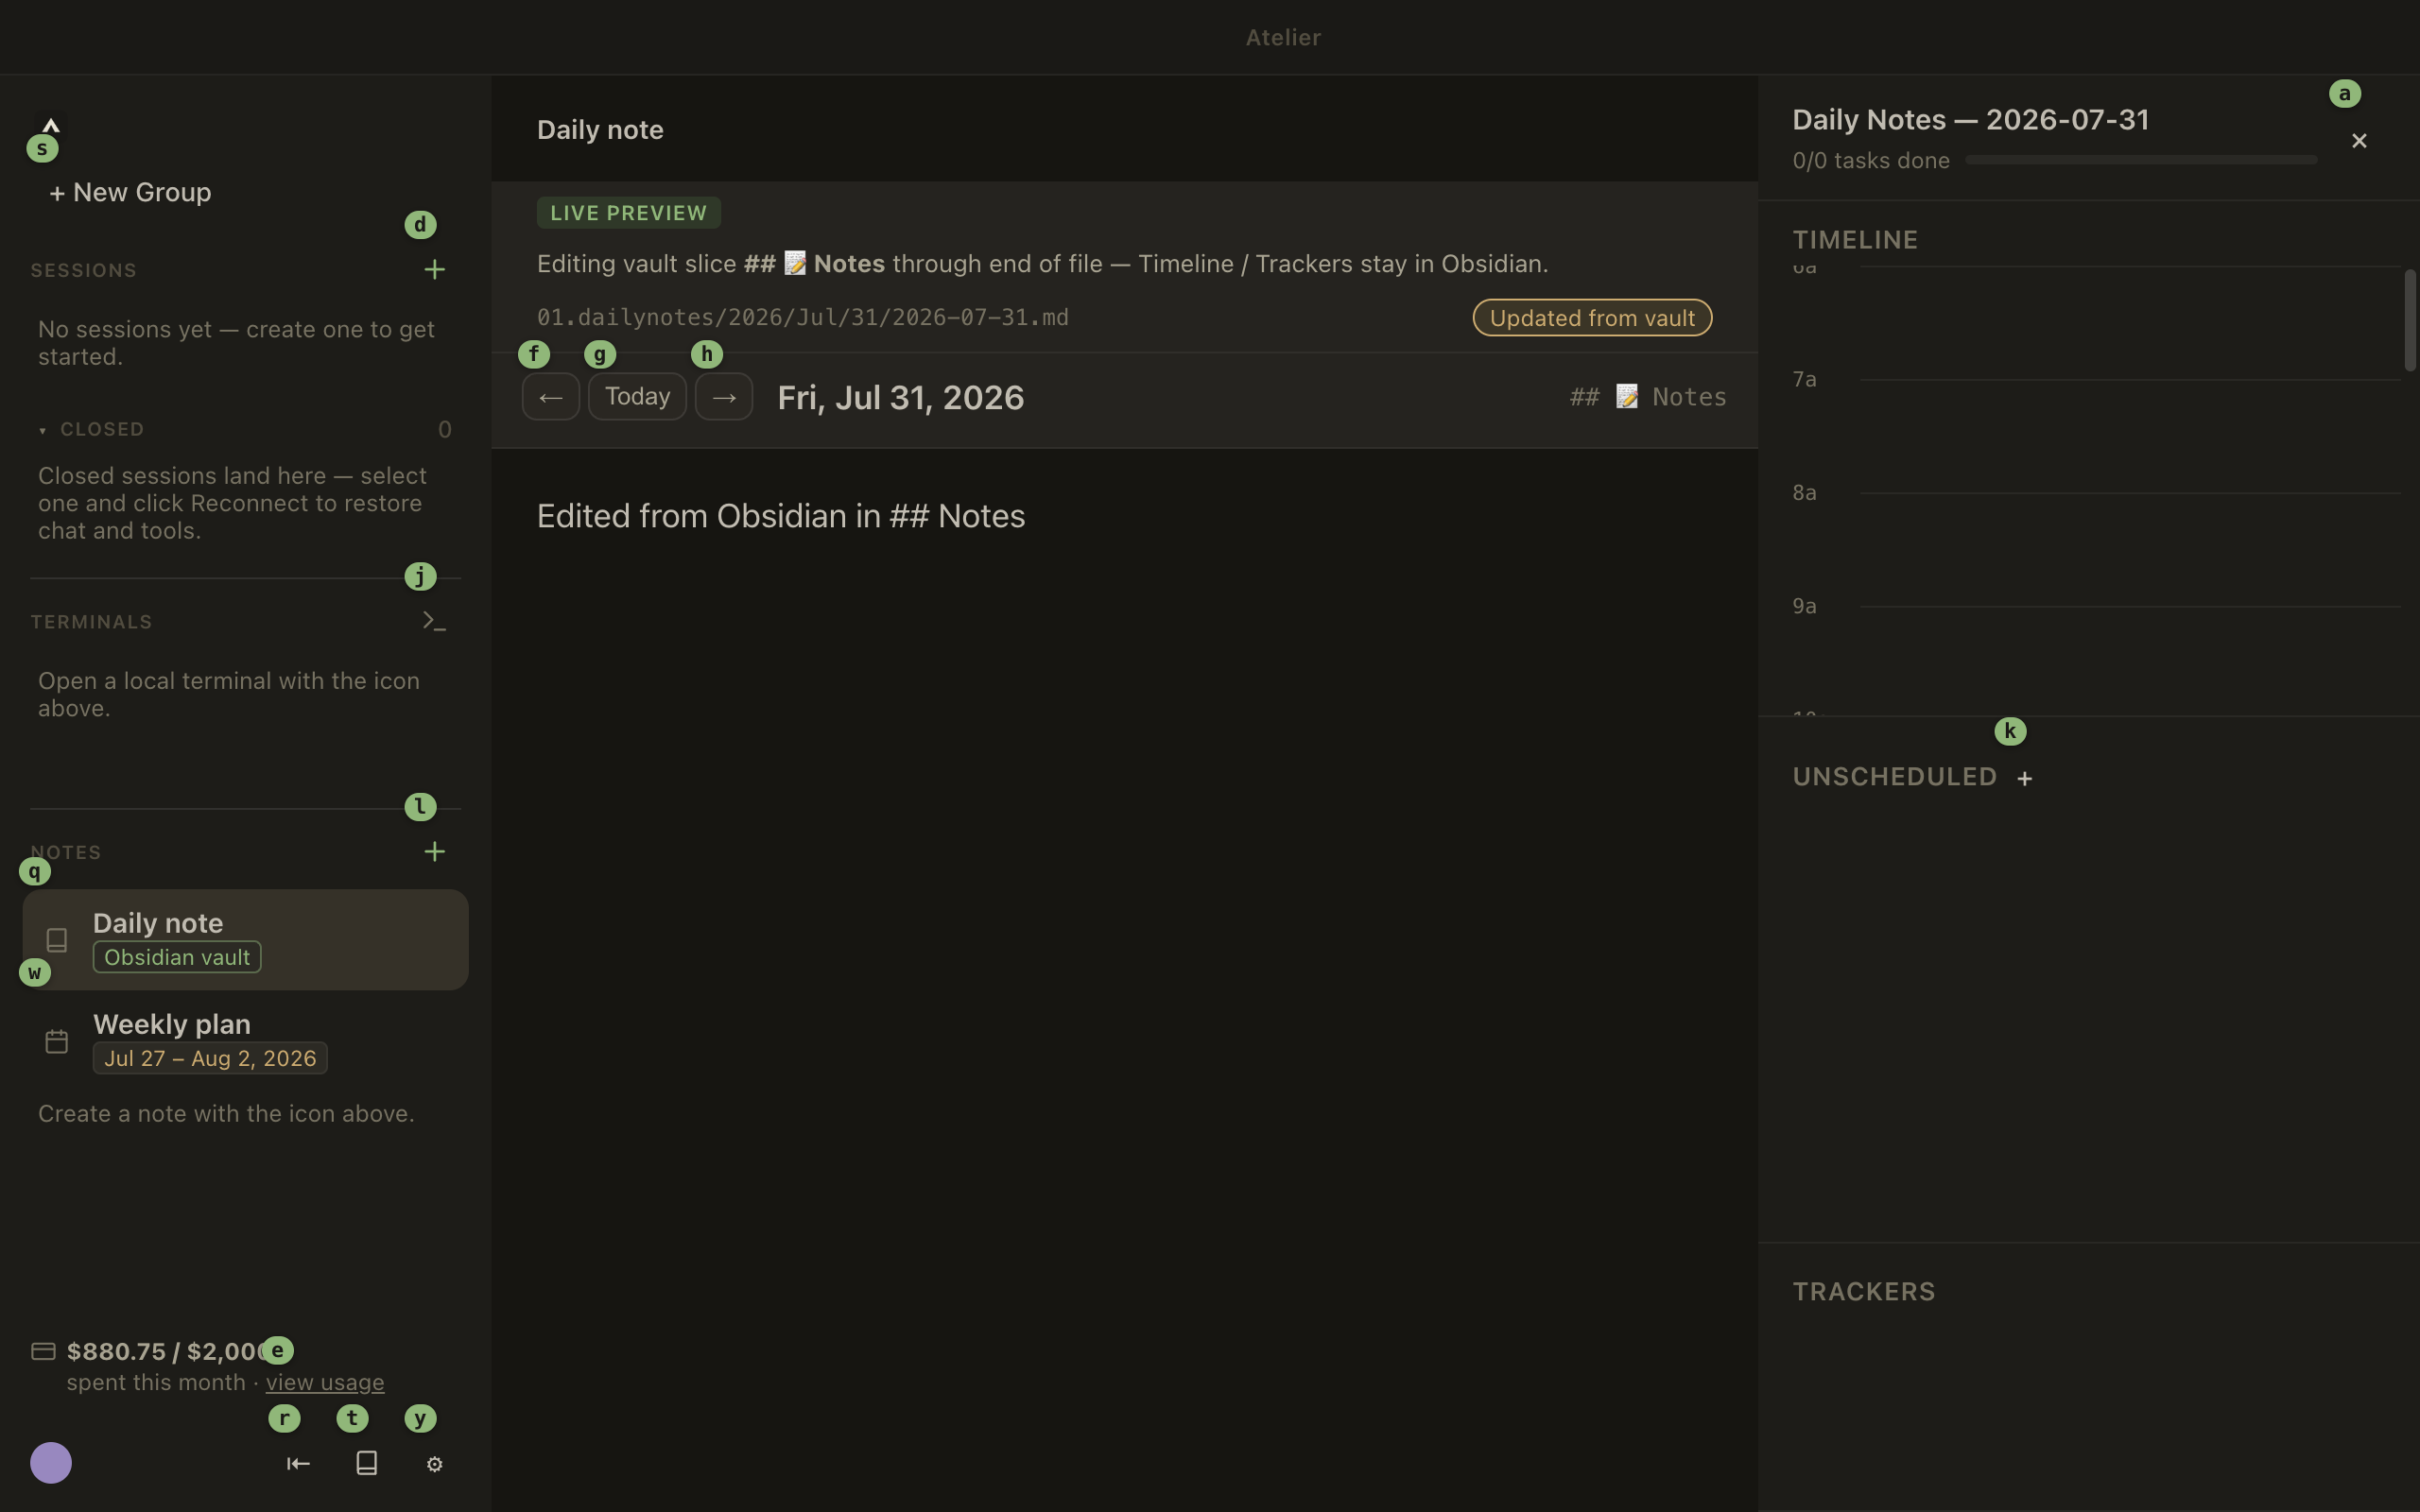 Atelier
s
+ New Group
d
SESSIONS
+
No sessions yet — create one to get
started.
▾ CLOSED 0
Closed sessions land here — select
one and click Reconnect to restore
chat and tools.
j
TERMINALS
Open a local terminal with the icon
above.
l
NOTES
+
q
Daily note
Obsidian vault
w
Weekly plan
Jul 27 – Aug 2, 2026
Create a note with the icon above.
$880.75 / $2,00
e
spent this month · view usage
r t y
Daily note
LIVE PREVIEW
Editing vault slice ## 📝 Notes through end of file — Timeline / Trackers stay in Obsidian.
01.dailynotes/2026/Jul/31/2026-07-31.md
Updated from vault
f g h
← Today → Fri, Jul 31, 2026
## 📝 Notes
Edited from Obsidian in ## Notes
a
Daily Notes — 2026-07-31
×
0/0 tasks done
TIMELINE
6a
7a
8a
9a
k
UNSCHEDULED +
TRACKERS